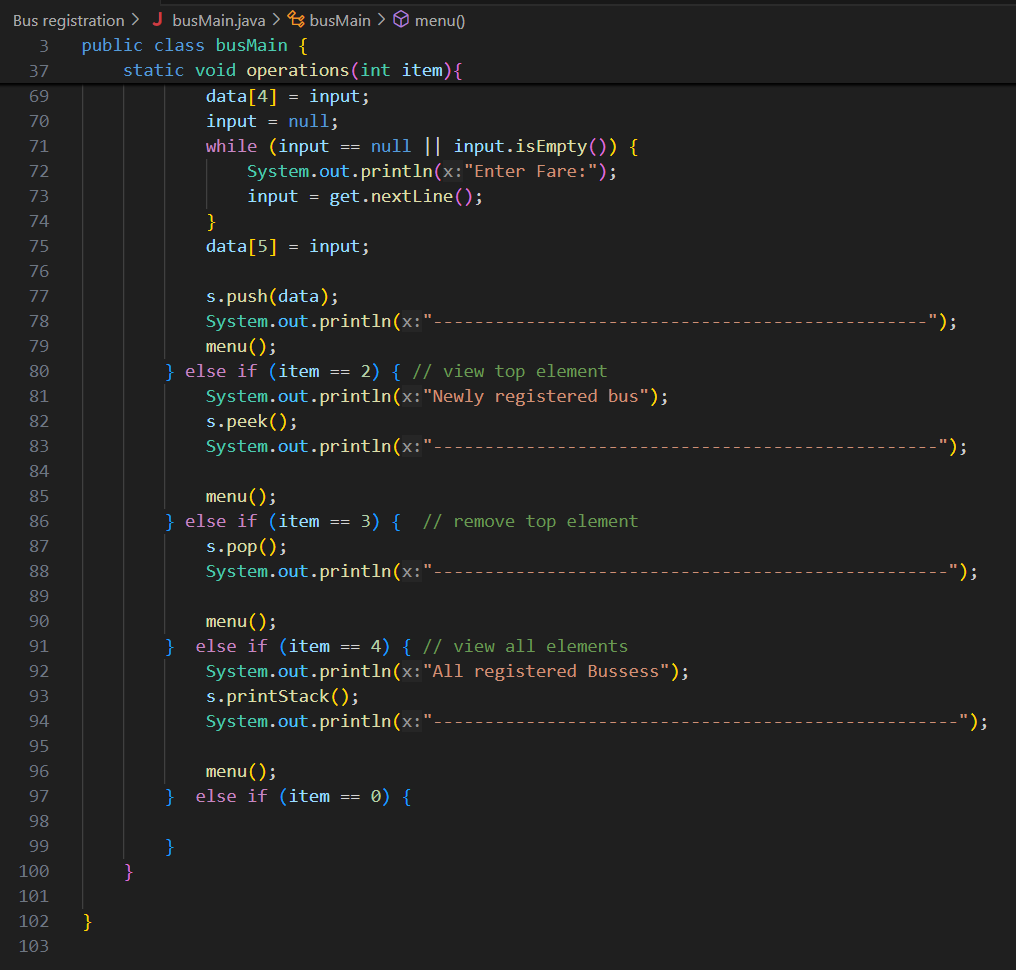 Bus registration > J busMain.java > busMain > menu()
3 public class busMain {
37 static void operations(int item){
69 data[4] = input;
70 input = null;
71 while (input == null || input.isEmpty()) {
72 System.out.println(x:"Enter Fare:");
73 input = get.nextLine();
74 }
75 data[5] = input;
76
77 s.push(data);
78 System.out.println(x:"------------------------------------------------");
79 menu();
80 } else if (item == 2) { // view top element
81 System.out.println(x:"Newly registered bus");
82 s.peek();
83 System.out.println(x:"-------------------------------------------------");
84
85 menu();
86 } else if (item == 3) {  // remove top element
87 s.pop();
88 System.out.println(x:"--------------------------------------------------");
89
90 menu();
91 }  else if (item == 4) { // view all elements
92 System.out.println(x:"All registered Bussess");
93 s.printStack();
94 System.out.println(x:"---------------------------------------------------");
95
96 menu();
97 }  else if (item == 0) {
98
99 }
100 }
101
102 }
103